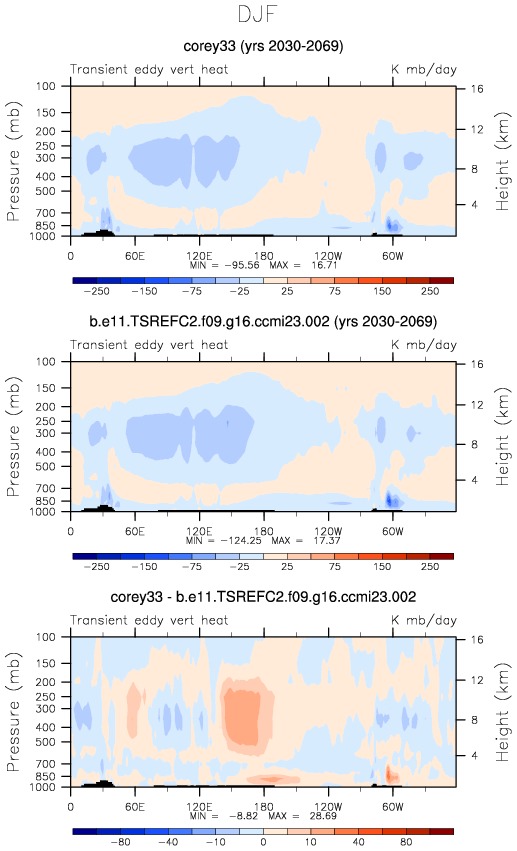 DJF
corey33 (yrs 2030-2069)
Transient eddy vert heat K mb/day
100 16
150
200 12
250
300 8
400
500 4
700
850
1000
Pressure (mb)
Height (km)
0 60E 120E 180 120W 60W
MIN = -95.56 MAX = 16.71
-250 -150 -75 -25 25 75 150 250
b.e11.TSREFC2.f09.g16.ccmi23.002 (yrs 2030-2069)
Transient eddy vert heat K mb/day
100 16
150
200 12
250
300 8
400
500 4
700
850
1000
Pressure (mb)
Height (km)
0 60E 120E 180 120W 60W
MIN = -124.25 MAX = 17.37
-250 -150 -75 -25 25 75 150 250
corey33 - b.e11.TSREFC2.f09.g16.ccmi23.002
Transient eddy vert heat K mb/day
100 16
150
200 12
250
300 8
400
500 4
700
850
1000
Pressure (mb)
Height (km)
0 60E 120E 180 120W 60W
MIN = -8.82 MAX = 28.69
-80 -40 -10 0 10 40 80